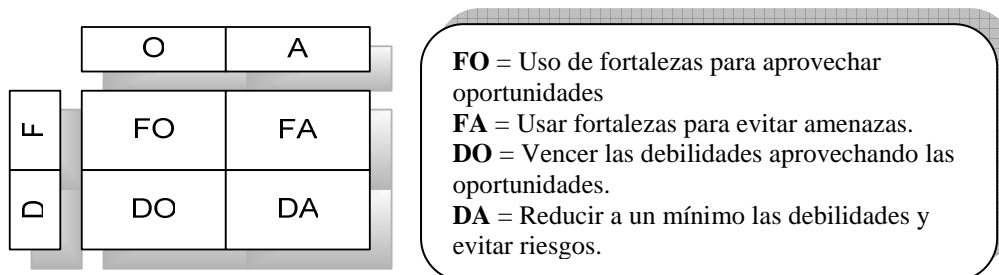 O A
F FO FA
D DO DA
FO = Uso de fortalezas para aprovechar
oportunidades
FA = Usar fortalezas para evitar amenazas.
DO = Vencer las debilidades aprovechando las
oportunidades.
DA = Reducir a un mínimo las debilidades y
evitar riesgos.